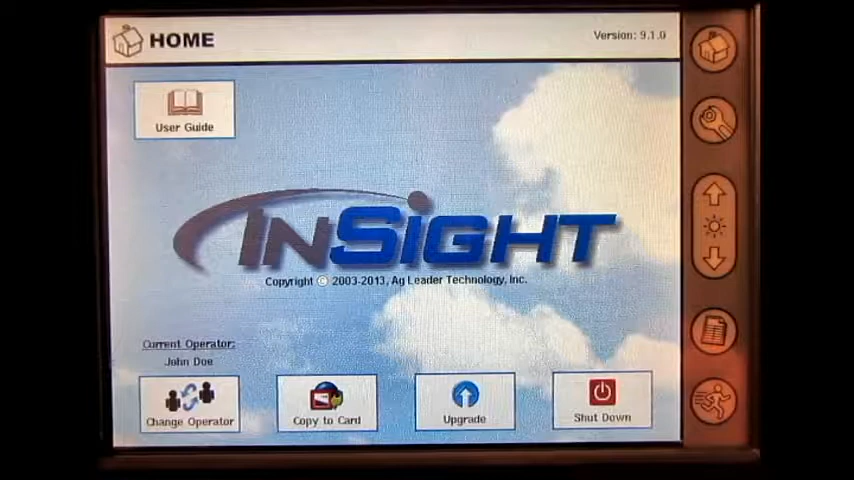 HOME
Version: 9.1.0
User Guide
INSIGHT
Copyright © 2003-2013, Ag Leader Technology, Inc.
Current Operator:
John Doe
Change Operator
Copy to Card
Upgrade
Shut Down